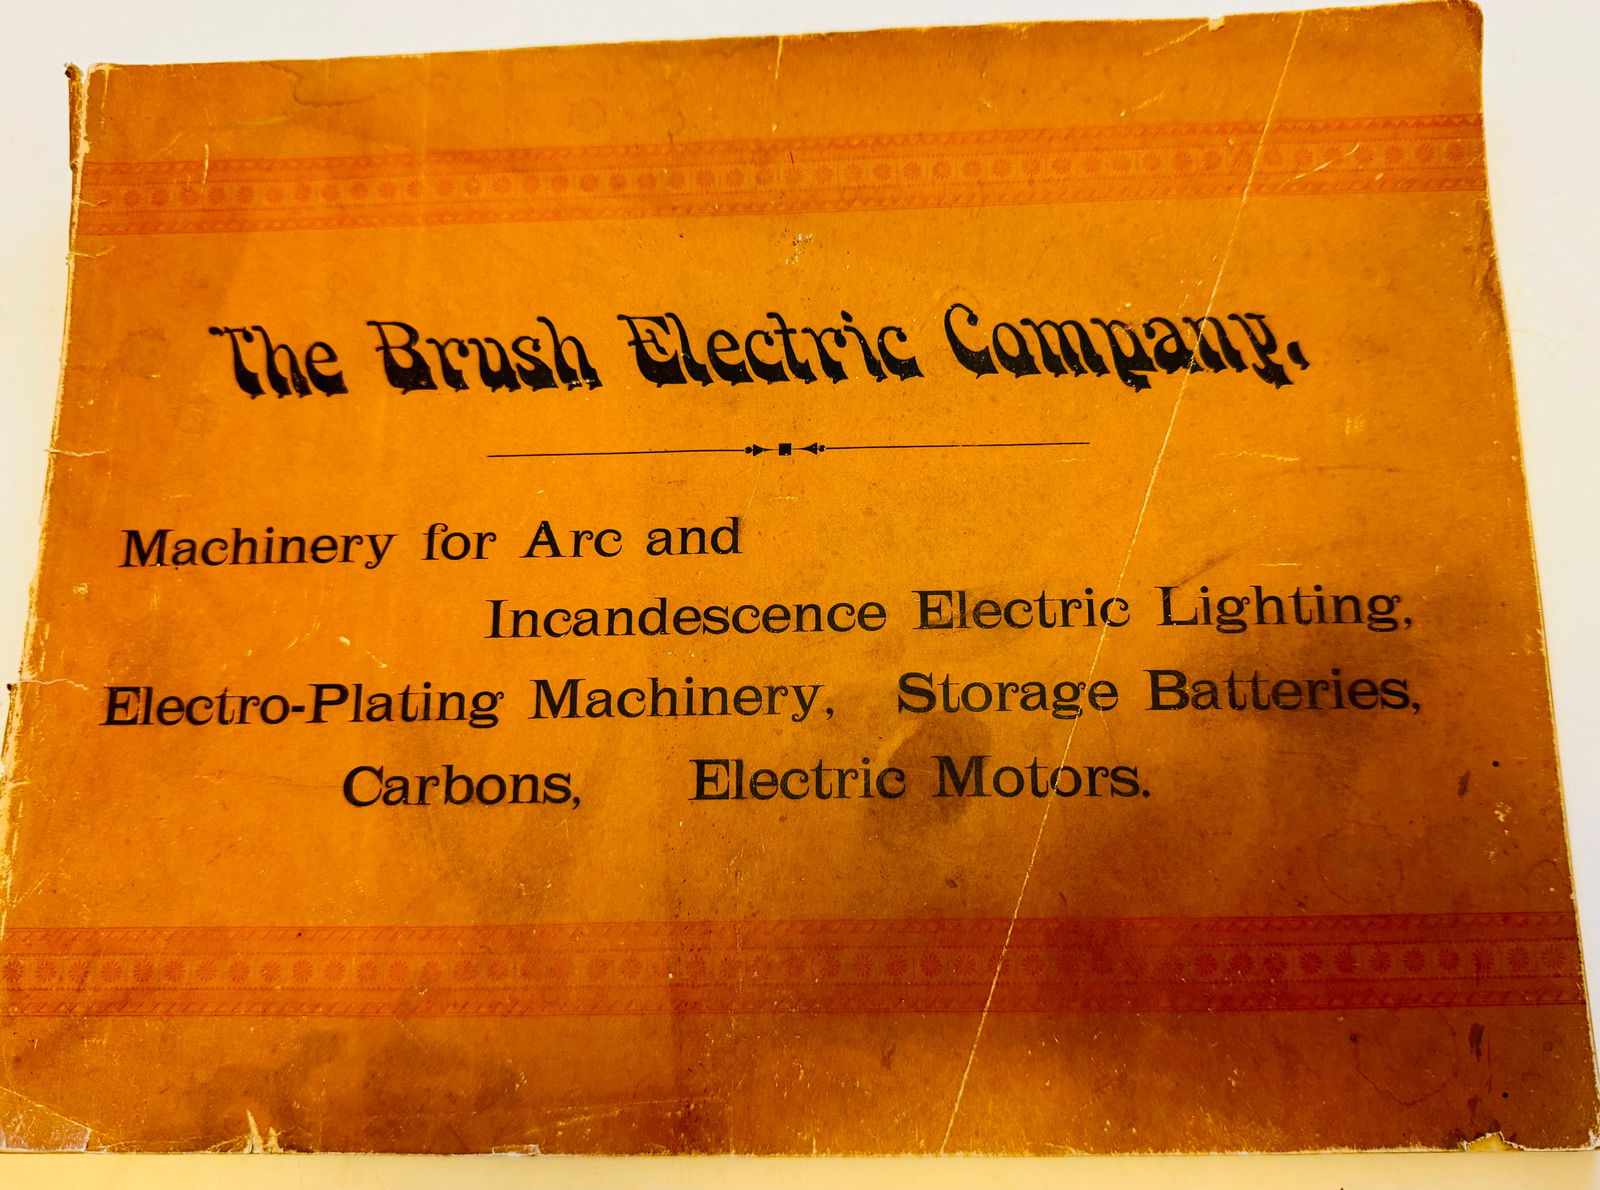 The Brush Electric Company,
Machinery for Arc and
Incandescence Electric Lighting,
Electro-Plating Machinery, Storage Batteries,
Carbons, Electric Motors.